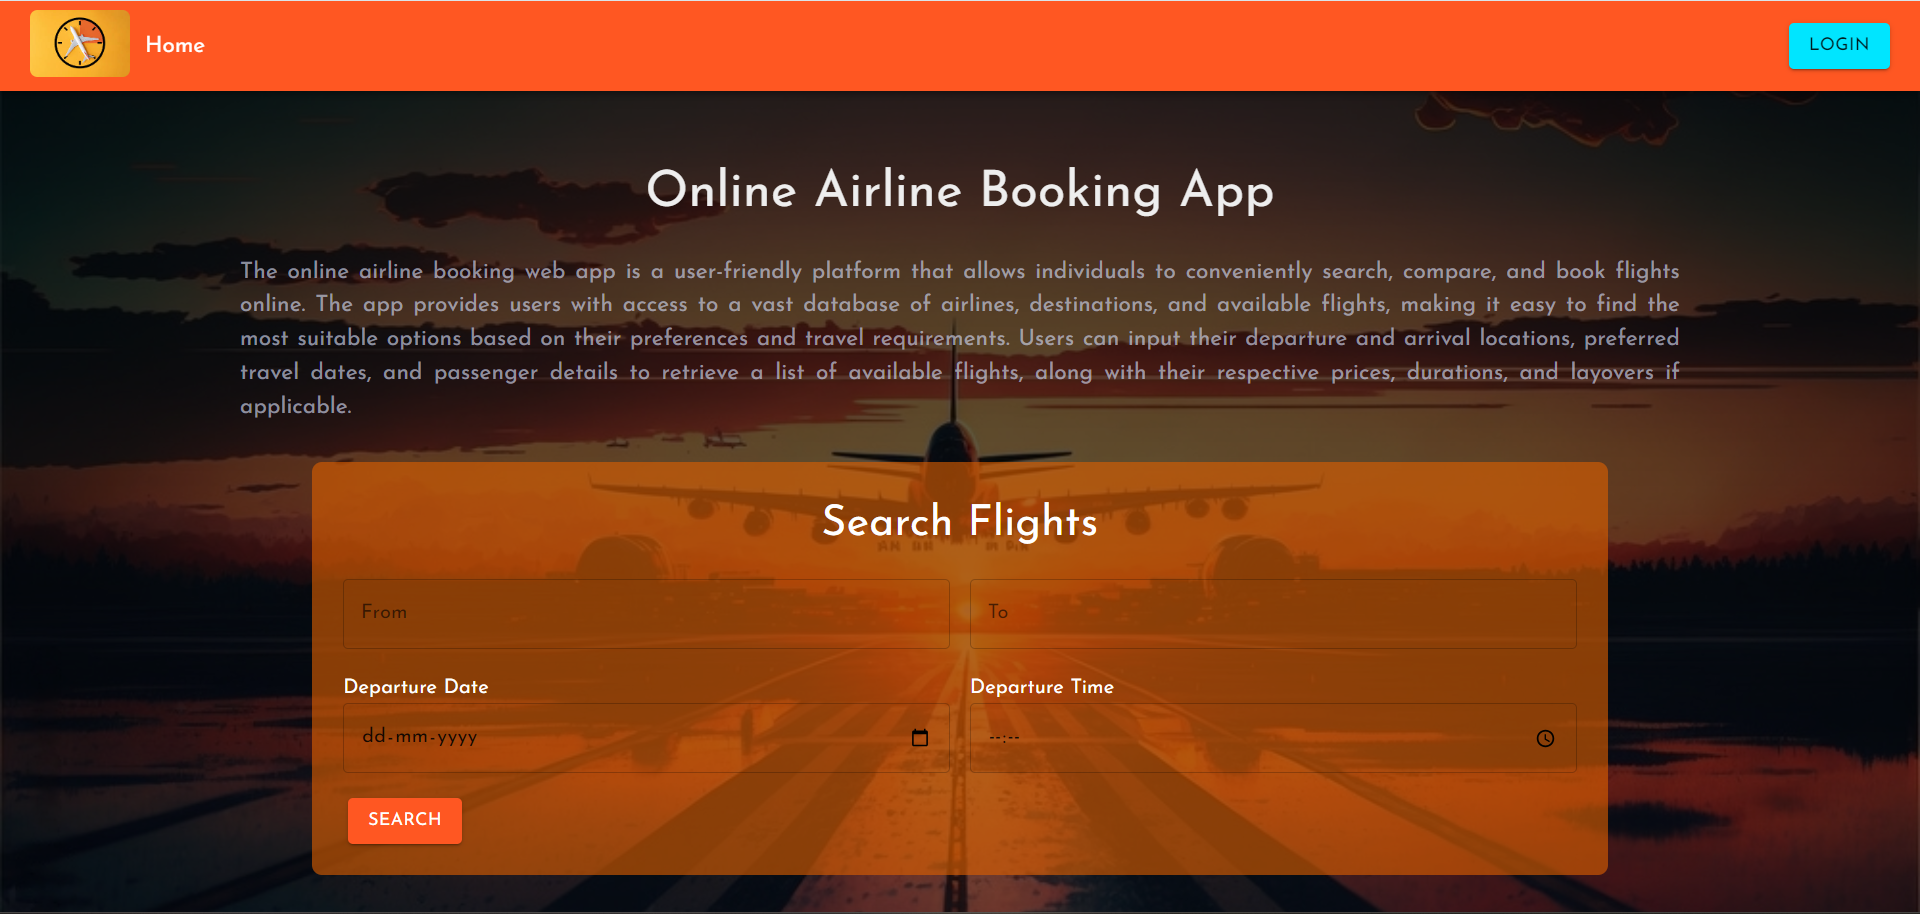 Home
LOGIN
Online Airline Booking App
The online airline booking web app is a user-friendly platform that allows individuals to conveniently search, compare, and book flights
online. The app provides users with access to a vast database of airlines, destinations, and available flights, making it easy to find the
most suitable options based on their preferences and travel requirements. Users can input their departure and arrival locations, preferred
travel dates, and passenger details to retrieve a list of available flights, along with their respective prices, durations, and layovers if
applicable.
Search Flights
From
To
Departure Date
Departure Time
dd-mm-yyyy
--:--
SEARCH